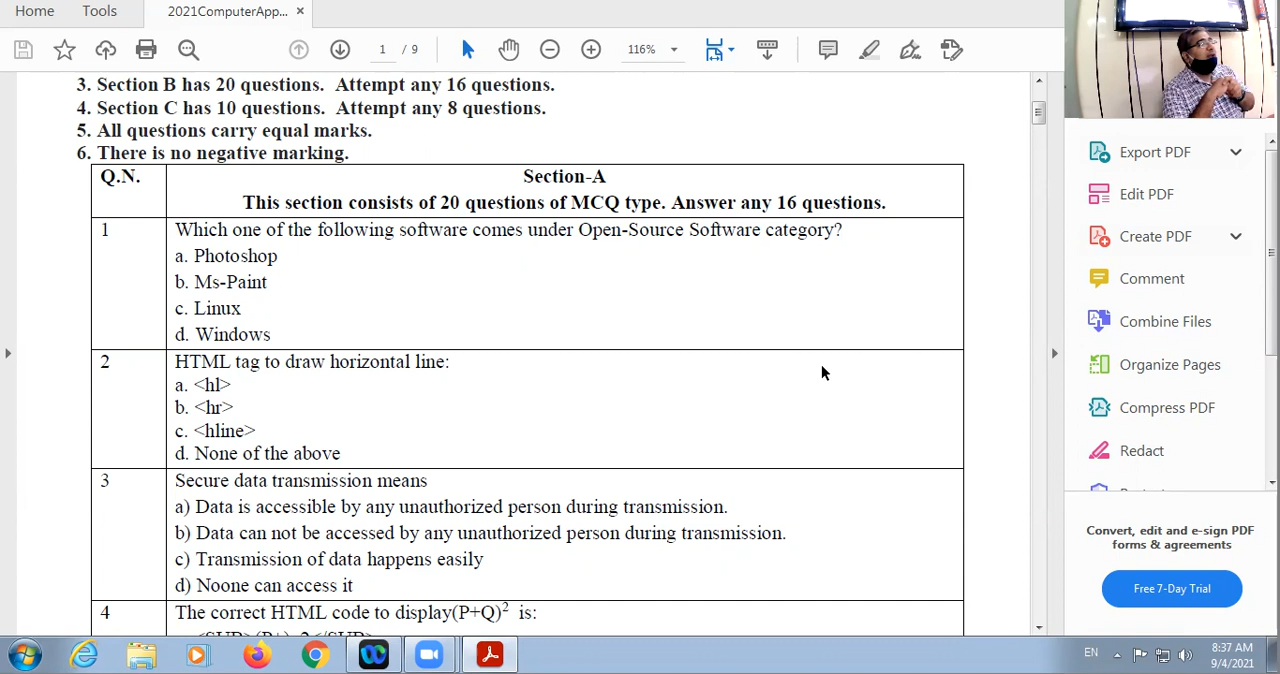 Home Tools 2021ComputerApp... ×
1 / 9 116%
3. Section B has 20 questions. Attempt any 16 questions.
4. Section C has 10 questions. Attempt any 8 questions.
5. All questions carry equal marks.
6. There is no negative marking.
Q.N. Section-A
This section consists of 20 questions of MCQ type. Answer any 16 questions.
1 Which one of the following software comes under Open-Source Software category?
a. Photoshop
b. Ms-Paint
c. Linux
d. Windows
2 HTML tag to draw horizontal line:
a. <hl>
b. <hr>
c. <hline>
d. None of the above
3 Secure data transmission means
a) Data is accessible by any unauthorized person during transmission.
b) Data can not be accessed by any unauthorized person during transmission.
c) Transmission of data happens easily
d) Noone can access it
4 The correct HTML code to display(P+Q)2 is:
Export PDF
Edit PDF
Create PDF
Comment
Combine Files
Organize Pages
Compress PDF
Redact
Convert, edit and e-sign PDF
forms & agreements
Free 7-Day Trial
EN 8:37 AM
9/4/2021